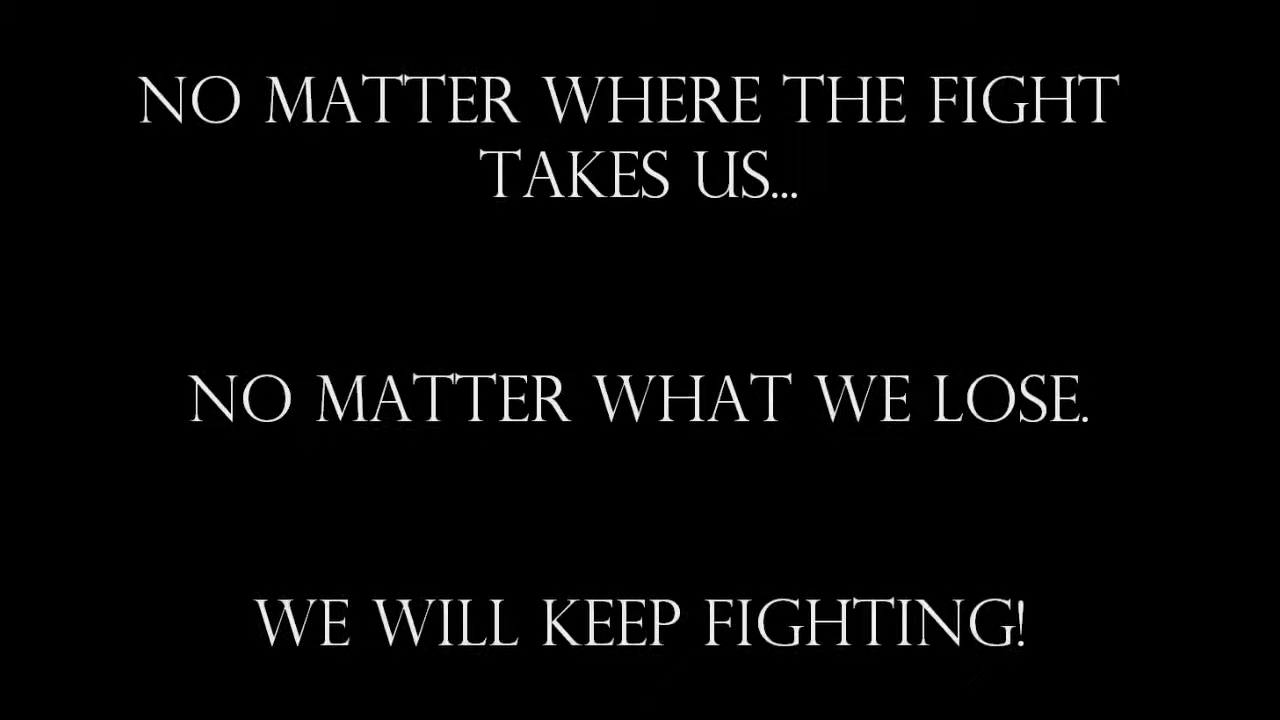 NO MATTER WHERE THE FIGHT
TAKES US...
NO MATTER WHAT WE LOSE.
WE WILL KEEP FIGHTING!